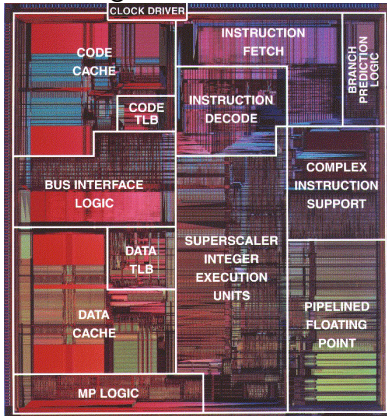 CLOCK DRIVER
CODE
CACHE
INSTRUCTION
FETCH
BRANCH
PREDICTION
LOGIC
CODE
TLB
INSTRUCTION
DECODE
BUS INTERFACE
LOGIC
COMPLEX
INSTRUCTION
SUPPORT
DATA
TLB
SUPERSCALER
INTEGER
EXECUTION
UNITS
DATA
CACHE
PIPELINED
FLOATING
POINT
MP LOGIC